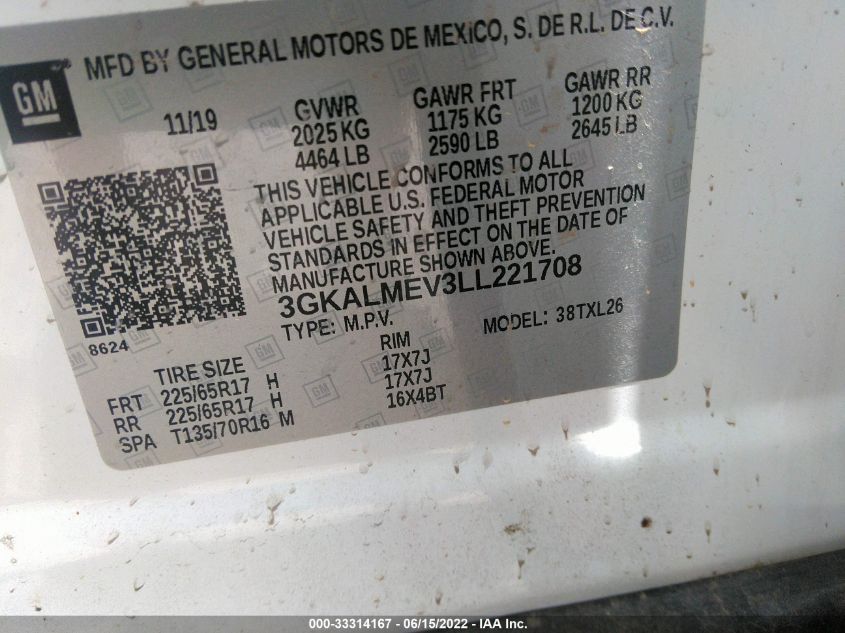 GM
MFD BY GENERAL MOTORS DE MEXICO, S. DE R.L. DE C.V.
11/19
GVWR GAWR FRT GAWR RR
2025 KG 1175 KG 1200 KG
4464 LB 2590 LB 2645 LB
THIS VEHICLE CONFORMS TO ALL
APPLICABLE U.S. FEDERAL MOTOR
VEHICLE SAFETY AND THEFT PREVENTION
STANDARDS IN EFFECT ON THE DATE OF
MANUFACTURE SHOWN ABOVE.
3GKALMEV3LL221708
8624
TYPE: M.P.V. MODEL: 38TXL26
TIRE SIZE RIM
FRT 225/65R17 H 17X7J
RR 225/65R17 H 17X7J
SPA T135/70R16 M 16X4BT
000-33314167 - 06/15/2022 - IAA Inc.